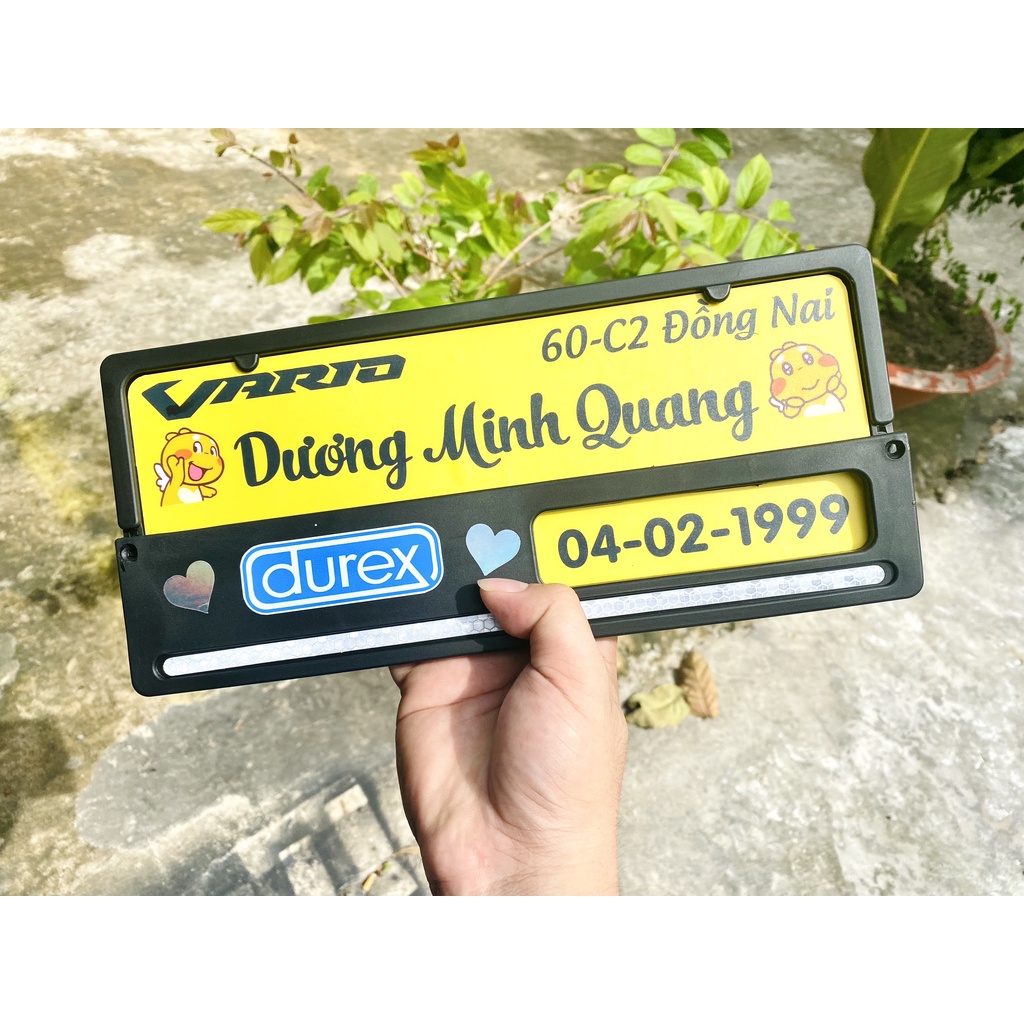 VARIO
60-C2 Đồng Nai
Dương Minh Quang
durex
04-02-1999